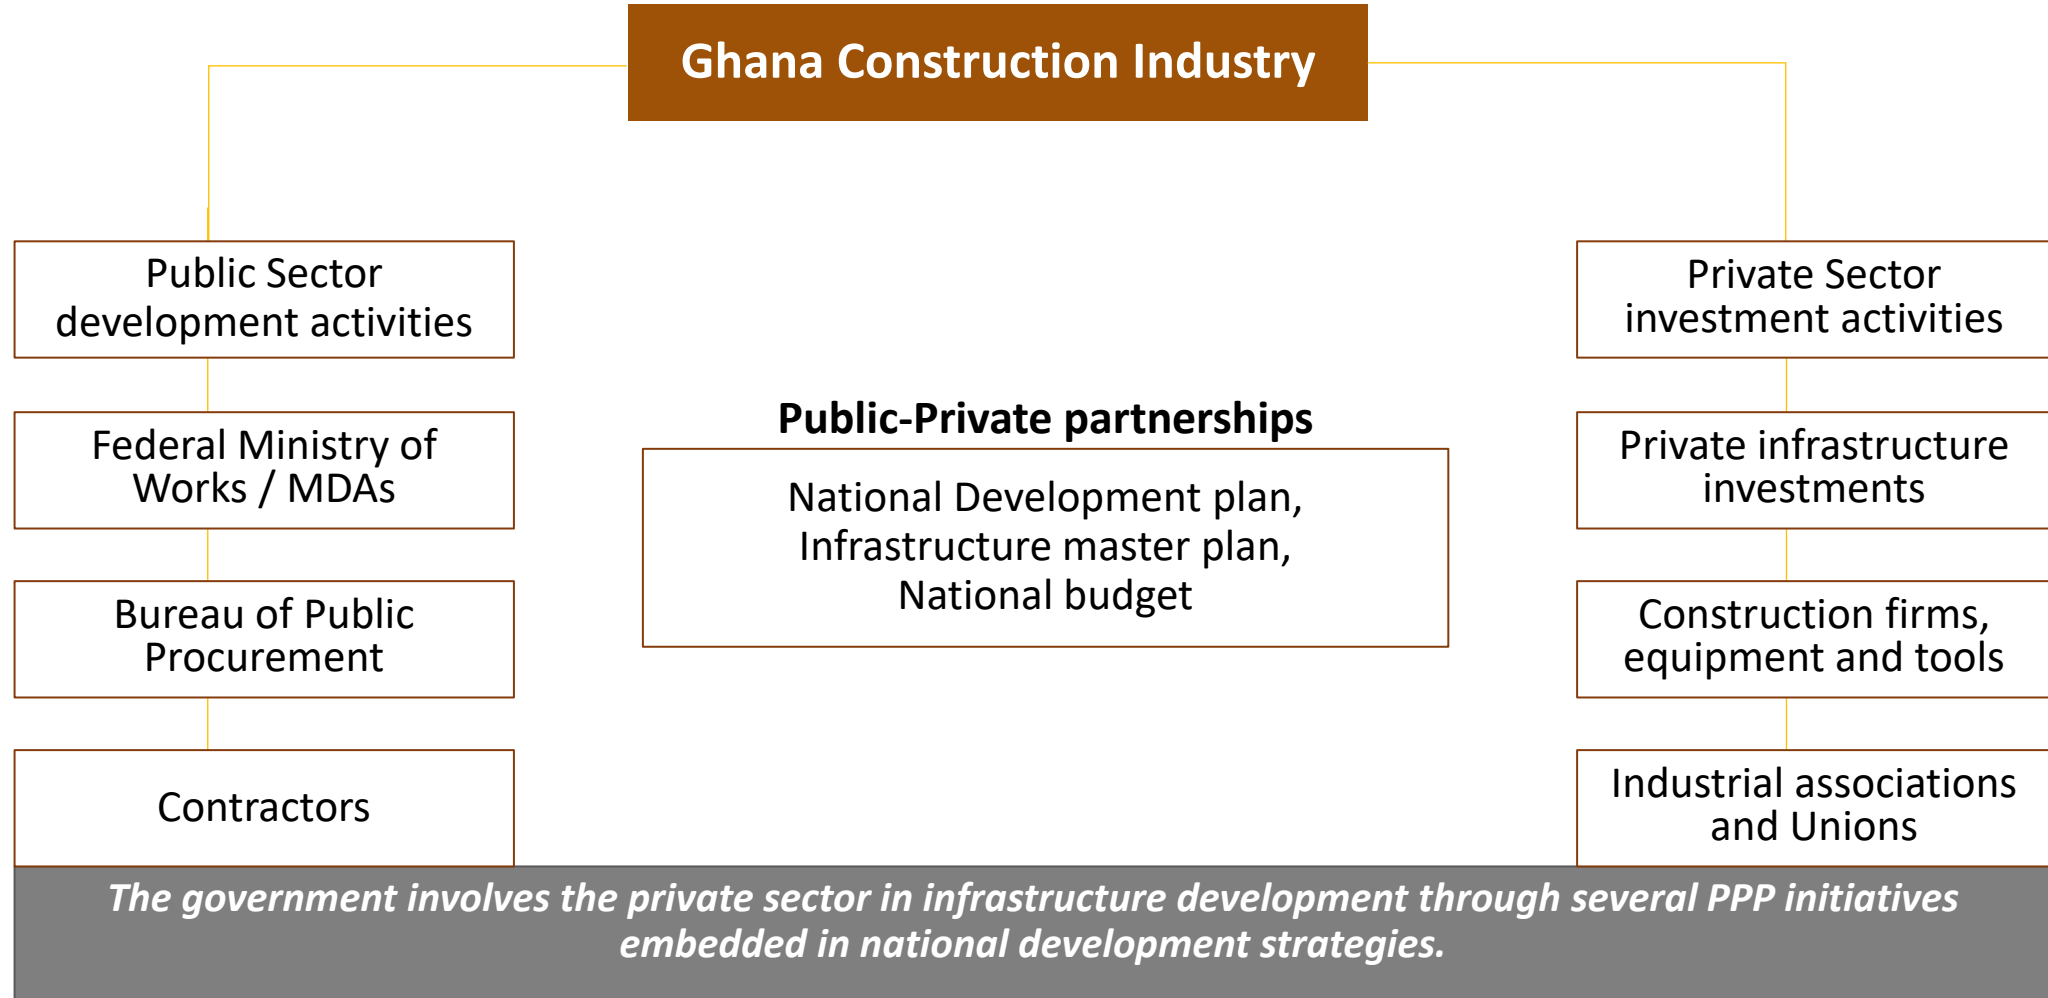 Ghana Construction Industry
Public Sector
development activities
Federal Ministry of
Works / MDAs
Bureau of Public
Procurement
Contractors
Public-Private partnerships
National Development plan,
Infrastructure master plan,
National budget
Private Sector
investment activities
Private infrastructure
investments
Construction firms,
equipment and tools
Industrial associations
and Unions
The government involves the private sector in infrastructure development through several PPP initiatives
embedded in national development strategies.